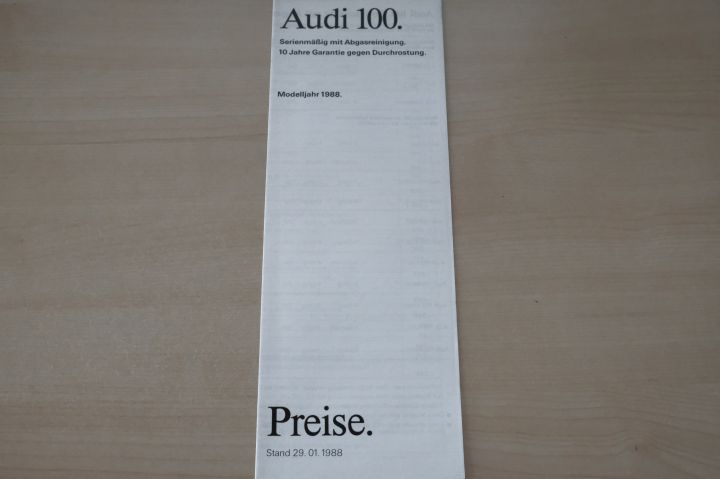 Audi 100.
Serienmäßig mit Abgasreinigung.
10 Jahre Garantie gegen Durchrostung.
Modelljahr 1988.
Preise.
Stand 29. 01. 1988